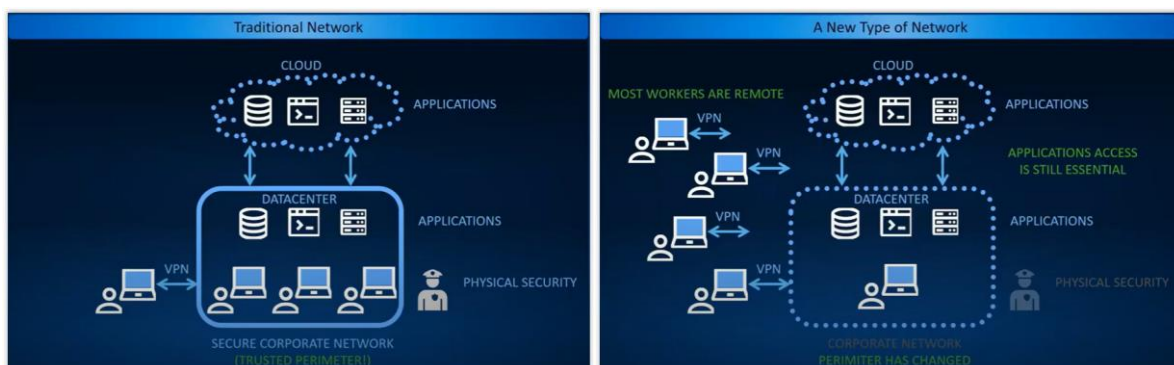 Traditional Network
CLOUD
APPLICATIONS
DATACENTER
APPLICATIONS
VPN
PHYSICAL SECURITY
SECURE CORPORATE NETWORK
(TRUSTED PERIMETER!)
A New Type of Network
CLOUD
MOST WORKERS ARE REMOTE
APPLICATIONS
VPN
VPN
APPLICATIONS ACCESS
IS STILL ESSENTIAL
DATACENTER
VPN
APPLICATIONS
VPN
PHYSICAL SECURITY
CORPORATE NETWORK
PERIMITER HAS CHANGED